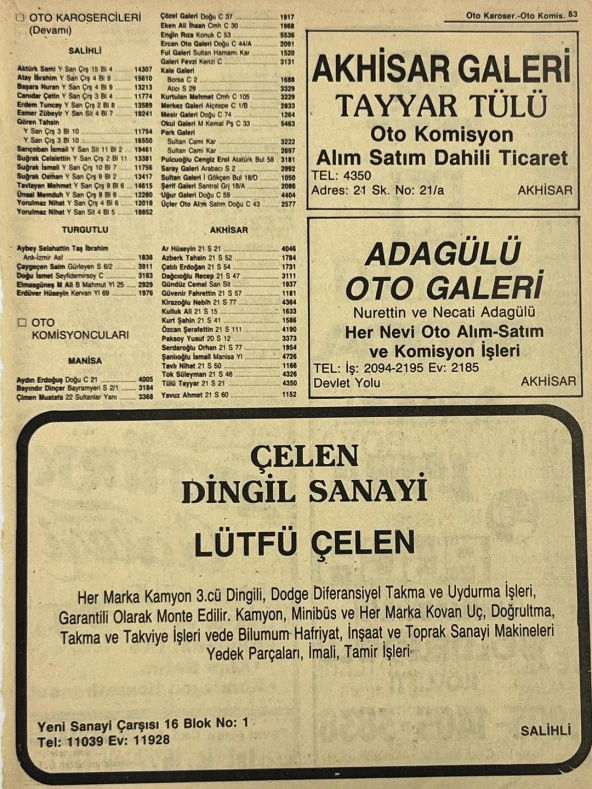 Oto Karoser.-Oto Komis. 83
OTO KAROSERCİLERİ
(Devamı)
SALİHLİ
Aktürk Sami Y San Çrş 15 Bl 4 14307
Atay İbrahim Y San Çrş 4 Bl 9 15610
Başara Nuran Y San Çrş 4 Bl 9 13213
Candar Çetin Y San Çrş 3 Bl 4 11774
Erdem Tuncay Y San Çrş 2 Bl 8 13589
Esmer Zübeyir Y San Sit 4 Bl 7 19241
Gören Tahsin
Y San Çrş 3 Bl 10 11754
Y San Çrş 3 Bl 10 16550
Sarıçoban İsmail Y San Sit 11 Bl 2 19461
Suğrak Celalettin Y San Çrş 2 Bl 11 13381
Suğrak İsmail Y San Çrş 10 Bl 7 11756
Suğrak Osman Y San Çrş 9 Bl 2 13417
Tavlayan Mehmet Y San Çrş 9 Bl 6 14615
Ünsal Memduh Y San Çrş 8 Bl 6 12280
Yorulmaz Nihat Y San Çrş 4 Bl 6 12018
Yorulmaz Nihat Y San Sit 4 Bl 5 18852
TURGUTLU
Aybey Selahattin Taş İbrahim
Ank-İzmir Asf 1838
Çaygeçen Saim Gürleyen S 6/2 3911
Doğu İsmet Seyfidemirsoy C 3183
Elmasgüneş M Ali B Mahmut Yl 25 2929
Erdüver Hüseyin Kervan Yl 69 1976
OTO
KOMİSYONCULARI
MANİSA
Aydın Erdoğuş Doğu C 21 4005
Bayındır Dinçer Bayramyeri S 2/1 3184
Çimen Mustafa 22 Sultanlar Yanı 3368
Çözel Galeri Doğu C 37 1917
Eken Ali İhsan Cmh C 30 1968
Engin Rıza Konuk C 53 5536
Ercan Oto Galeri Doğu C 44/A 2091
Ful Galeri Sultan Hamamı Kar 1520
Galeri Fevzi Kenzi C 3131
Kale Galeri
Borsa C 2 1688
Atıcı S 29 3329
Kurtulan Mehmet Cmh C 105 3229
Merkez Galeri Alçıtepe C 1/B 2833
Mesir Galeri Doğu C 74 1264
Okul Galeri M Kemal Pş C 33 5463
Park Galeri
Sultan Cami Kar 3222
Sultan Cami Kar 2697
Pulcuoğlu Cengiz Erol Atatürk Bul 58 3181
Saray Galeri Arabacı S 2 2992
Sultan Galeri İ Gökçen Bul 18/D 1050
Şerifli Galeri Santral Grj 18/A 2086
Uğur Galeri Doğu C 59 4404
Üçler Oto Alım Satım Doğu C 43 2577
AKHİSAR
Ar Hüseyin 21 S 21 4046
Azberk Tahsin 21 S 52 1784
Çatılı Erdoğan 21 S 54 1731
Dağcıoğlu Recep 21 S 47 3111
Gündüz Cemal San Sit 1937
Güvenir Fahrettin 21 S 57 1181
Kirazoğlu Nebih 21 S 77 4364
Kulluk Ali 21 S 15 1633
Kurt Şahin 21 S 41 1586
Özcan Şerafettin 21 S 111 4190
Paksoy Yusuf 20 S 12 3373
Serdaroğlu Orhan 21 S 77 1954
Şanlıoğlu İsmail Manisa Yl 4726
Tavlı Nihat 21 S 50 1166
Tok Süleyman 21 S 46 4326
Tülü Tayyar 21 S 21 4350
Yavuz Ahmet 21 S 60 1152
AKHİSAR GALERİ
TAYYAR TÜLÜ
Oto Komisyon
Alım Satım Dahili Ticaret
TEL: 4350
Adres: 21 Sk. No: 21/a AKHİSAR
ADAGÜLÜ
OTO GALERİ
Nurettin ve Necati Adagülü
Her Nevi Oto Alım-Satım
ve Komisyon İşleri
TEL: İş: 2094-2195 Ev: 2185
Devlet Yolu AKHİSAR
ÇELEN
DİNGİL SANAYİ
LÜTFÜ ÇELEN
Her Marka Kamyon 3.cü Dingili, Dodge Diferansiyel Takma ve Uydurma İşleri,
Garantili Olarak Monte Edilir. Kamyon, Minibüs ve Her Marka Kovan Uç, Doğrultma,
Takma ve Takviye İşleri vede Bilumum Hafriyat, İnşaat ve Toprak Sanayi Makineleri
Yedek Parçaları, İmali, Tamir İşleri
Yeni Sanayi Çarşısı 16 Blok No: 1
Tel: 11039 Ev: 11928
SALİHLİ